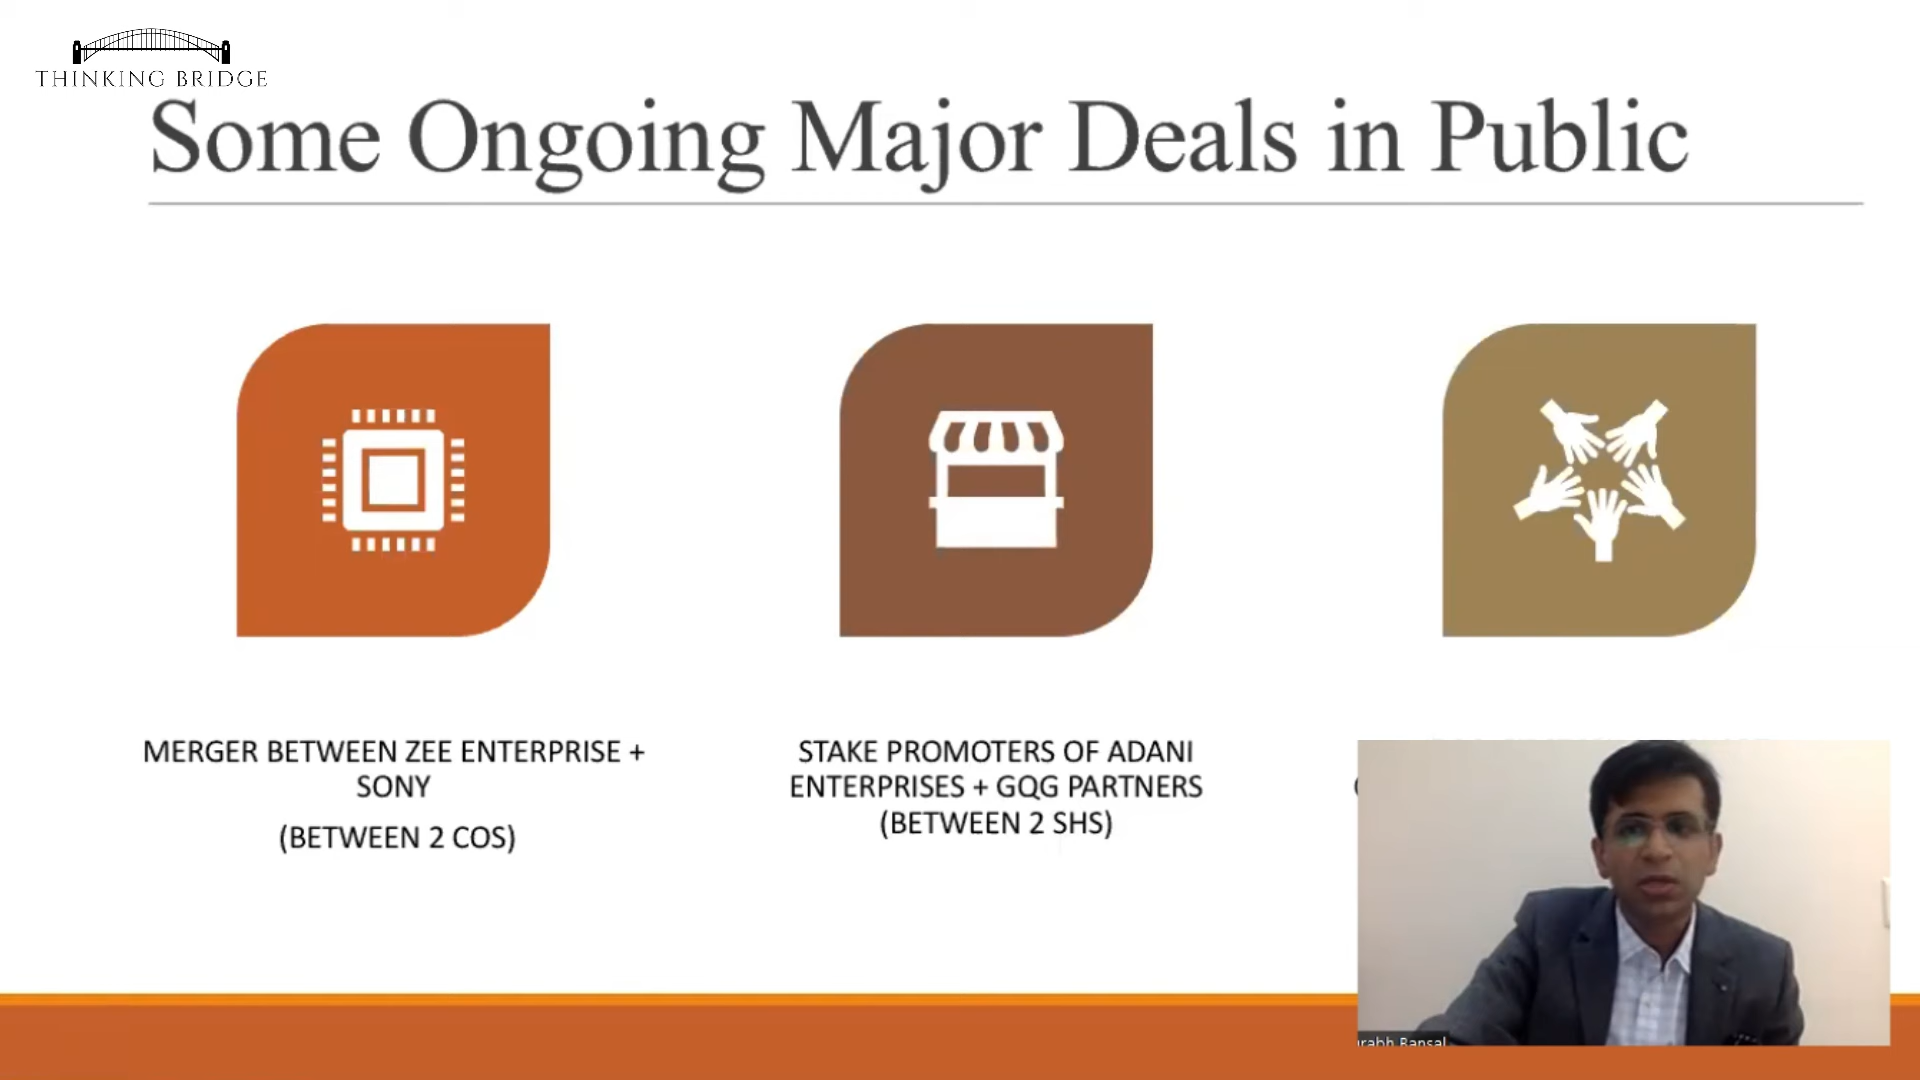 THINKING BRIDGE
Some Ongoing Major Deals in Public
MERGER BETWEEN ZEE ENTERPRISE +
SONY
(BETWEEN 2 COS)
STAKE PROMOTERS OF ADANI
ENTERPRISES + GQG PARTNERS
(BETWEEN 2 SHS)
Bansal